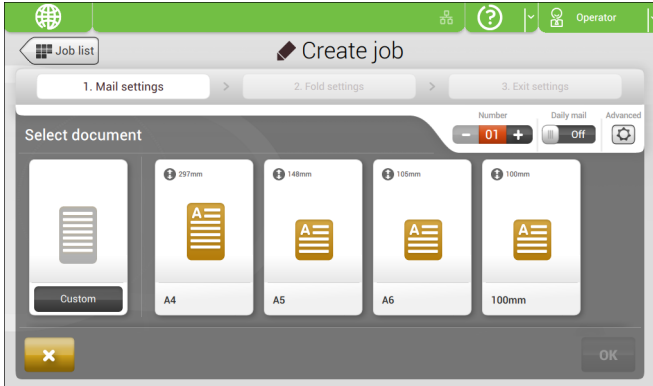 Operator
Job list
Create job
1. Mail settings > 2. Fold settings > 3. Exit settings
Number Daily mail Advanced
Select document
- 01 + Off
297mm 148mm 105mm 100mm
A A A A
Custom A4 A5 A6 100mm
OK